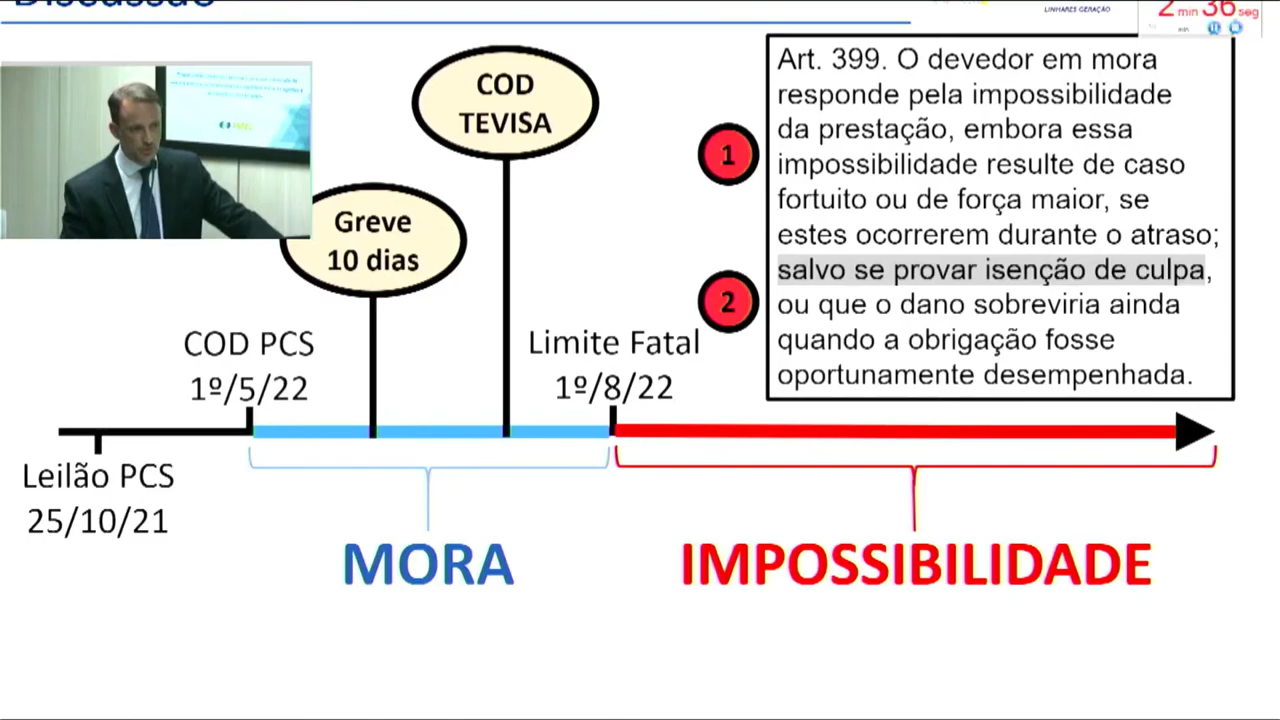 Discussão
LINHARES GERAÇÃO
2 min 36 seg
COD
TEVISA
Greve
10 dias
COD PCS
1º/5/22
Limite Fatal
1º/8/22
Leilão PCS
25/10/21
MORA
IMPOSSIBILIDADE
1
2
Art. 399. O devedor em mora
responde pela impossibilidade
da prestação, embora essa
impossibilidade resulte de caso
fortuito ou de força maior, se
estes ocorrerem durante o atraso;
salvo se provar isenção de culpa,
ou que o dano sobreviria ainda
quando a obrigação fosse
oportunamente desempenhada.